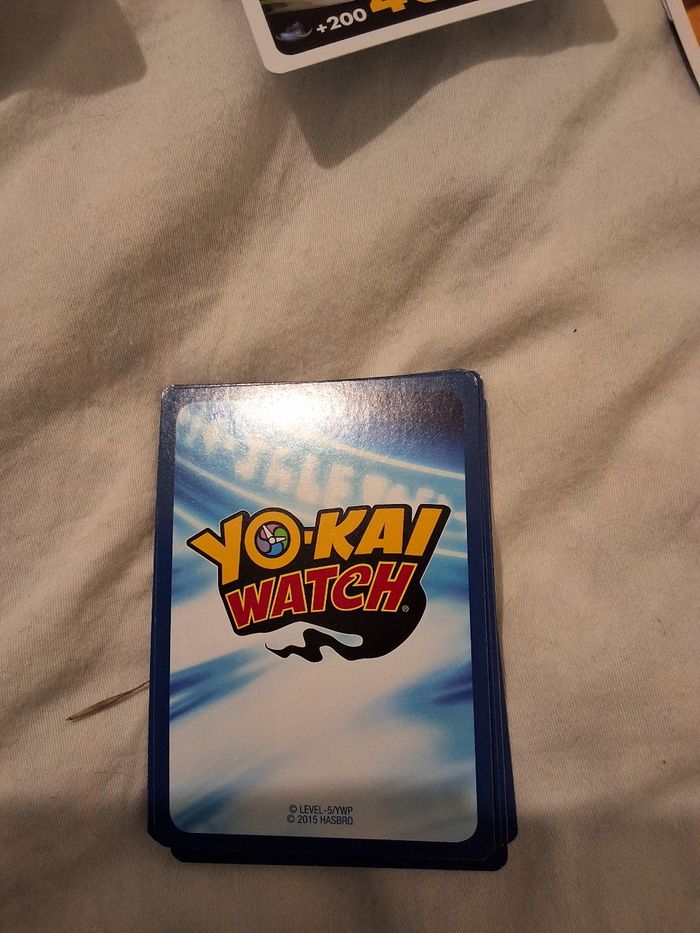 +200
YO-KAI
WATCH®
© LEVEL-5/YWP
© 2015 HASBRO.